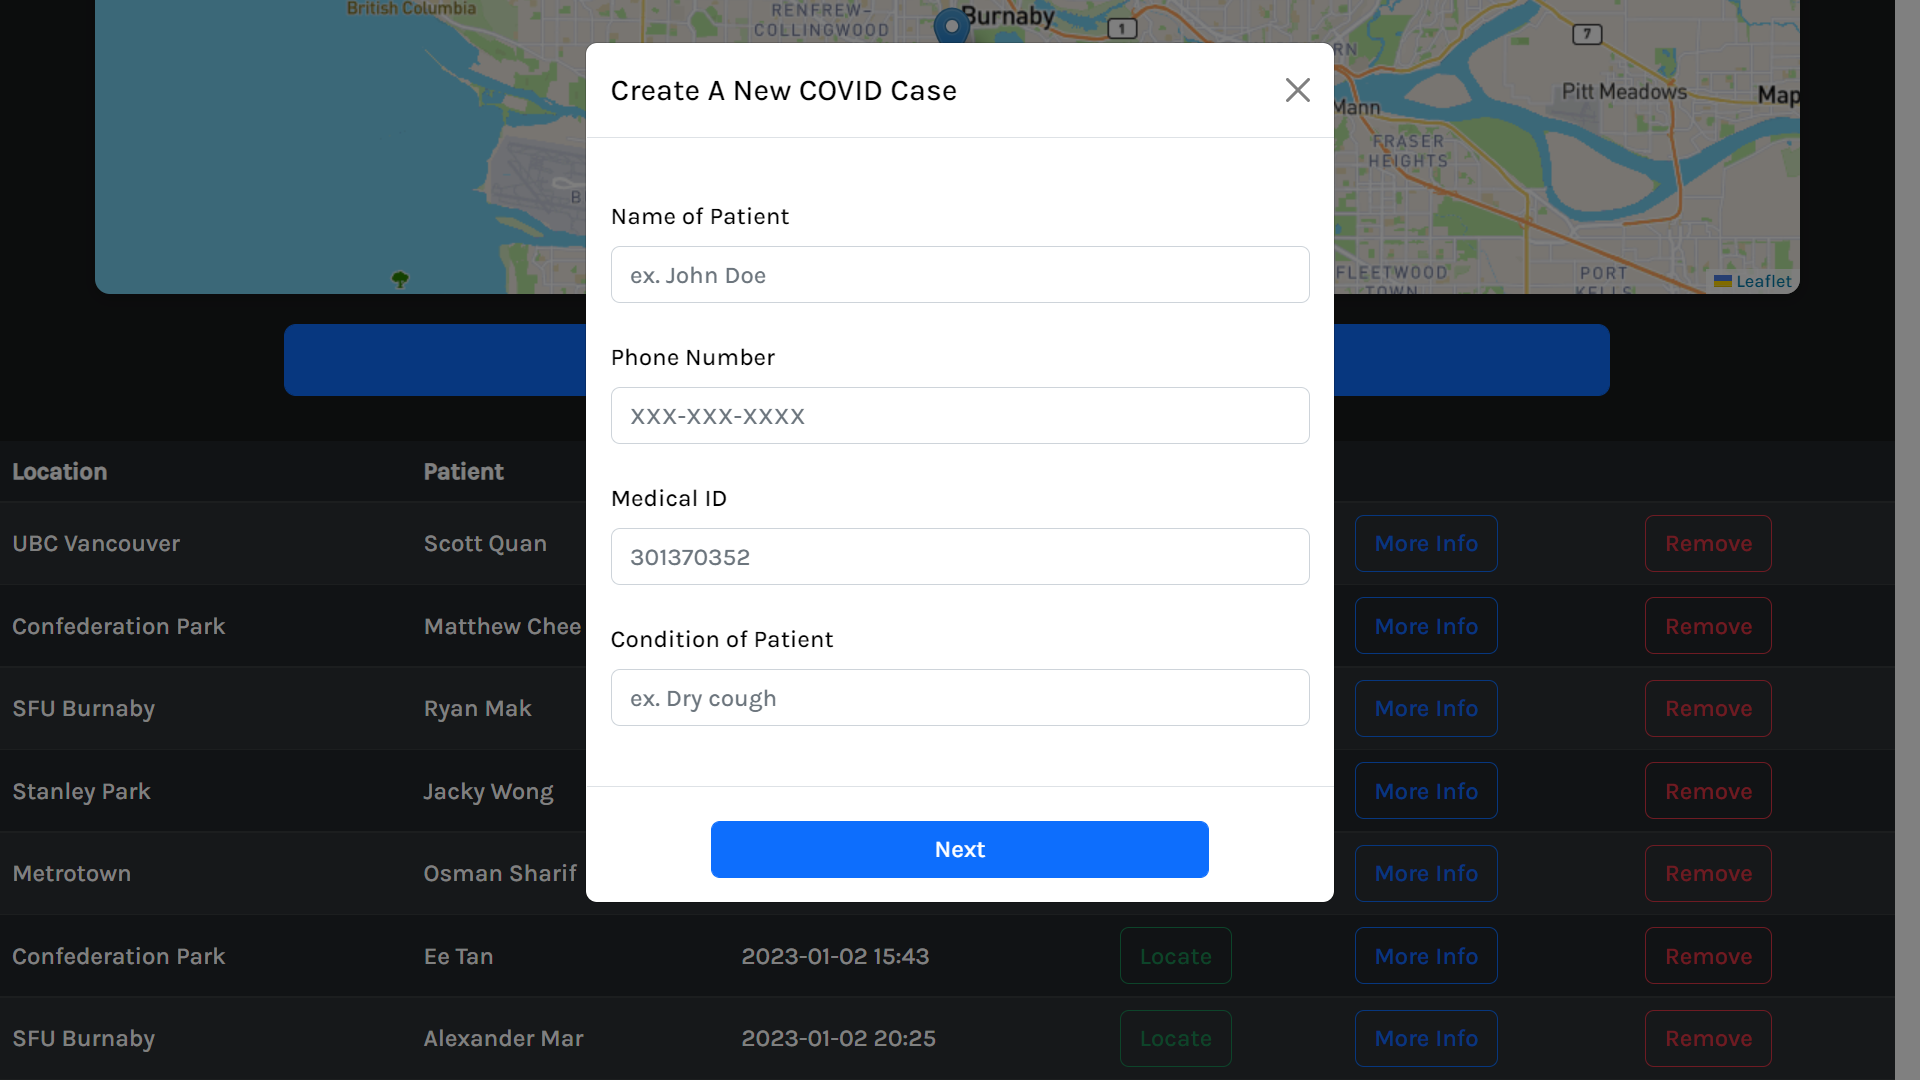 British Columbia
RENFREW-
COLLINGWOOD
Burnaby
1
RN
7
Pitt Meadows
Map
Mann
FRASER
HEIGHTS
B
FLEETWOOD
TOWN
PORT
KELLS
Leaflet
Create A New COVID Case
Name of Patient
ex. John Doe
Phone Number
XXX-XXX-XXXX
Medical ID
301370352
Condition of Patient
ex. Dry cough
Next
Location Patient
UBC Vancouver Scott Quan More Info Remove
Confederation Park Matthew Chee More Info Remove
SFU Burnaby Ryan Mak More Info Remove
Stanley Park Jacky Wong More Info Remove
Metrotown Osman Sharif More Info Remove
Confederation Park Ee Tan 2023-01-02 15:43 Locate More Info Remove
SFU Burnaby Alexander Mar 2023-01-02 20:25 Locate More Info Remove